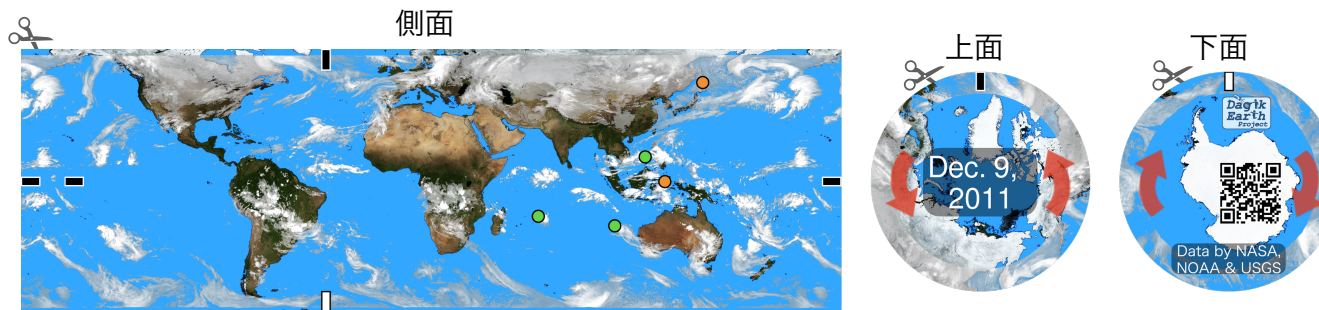 側面
上面
下面
Dec. 9,
2011
Dagik
Earth
Project
Data by NASA,
NOAA & USGS